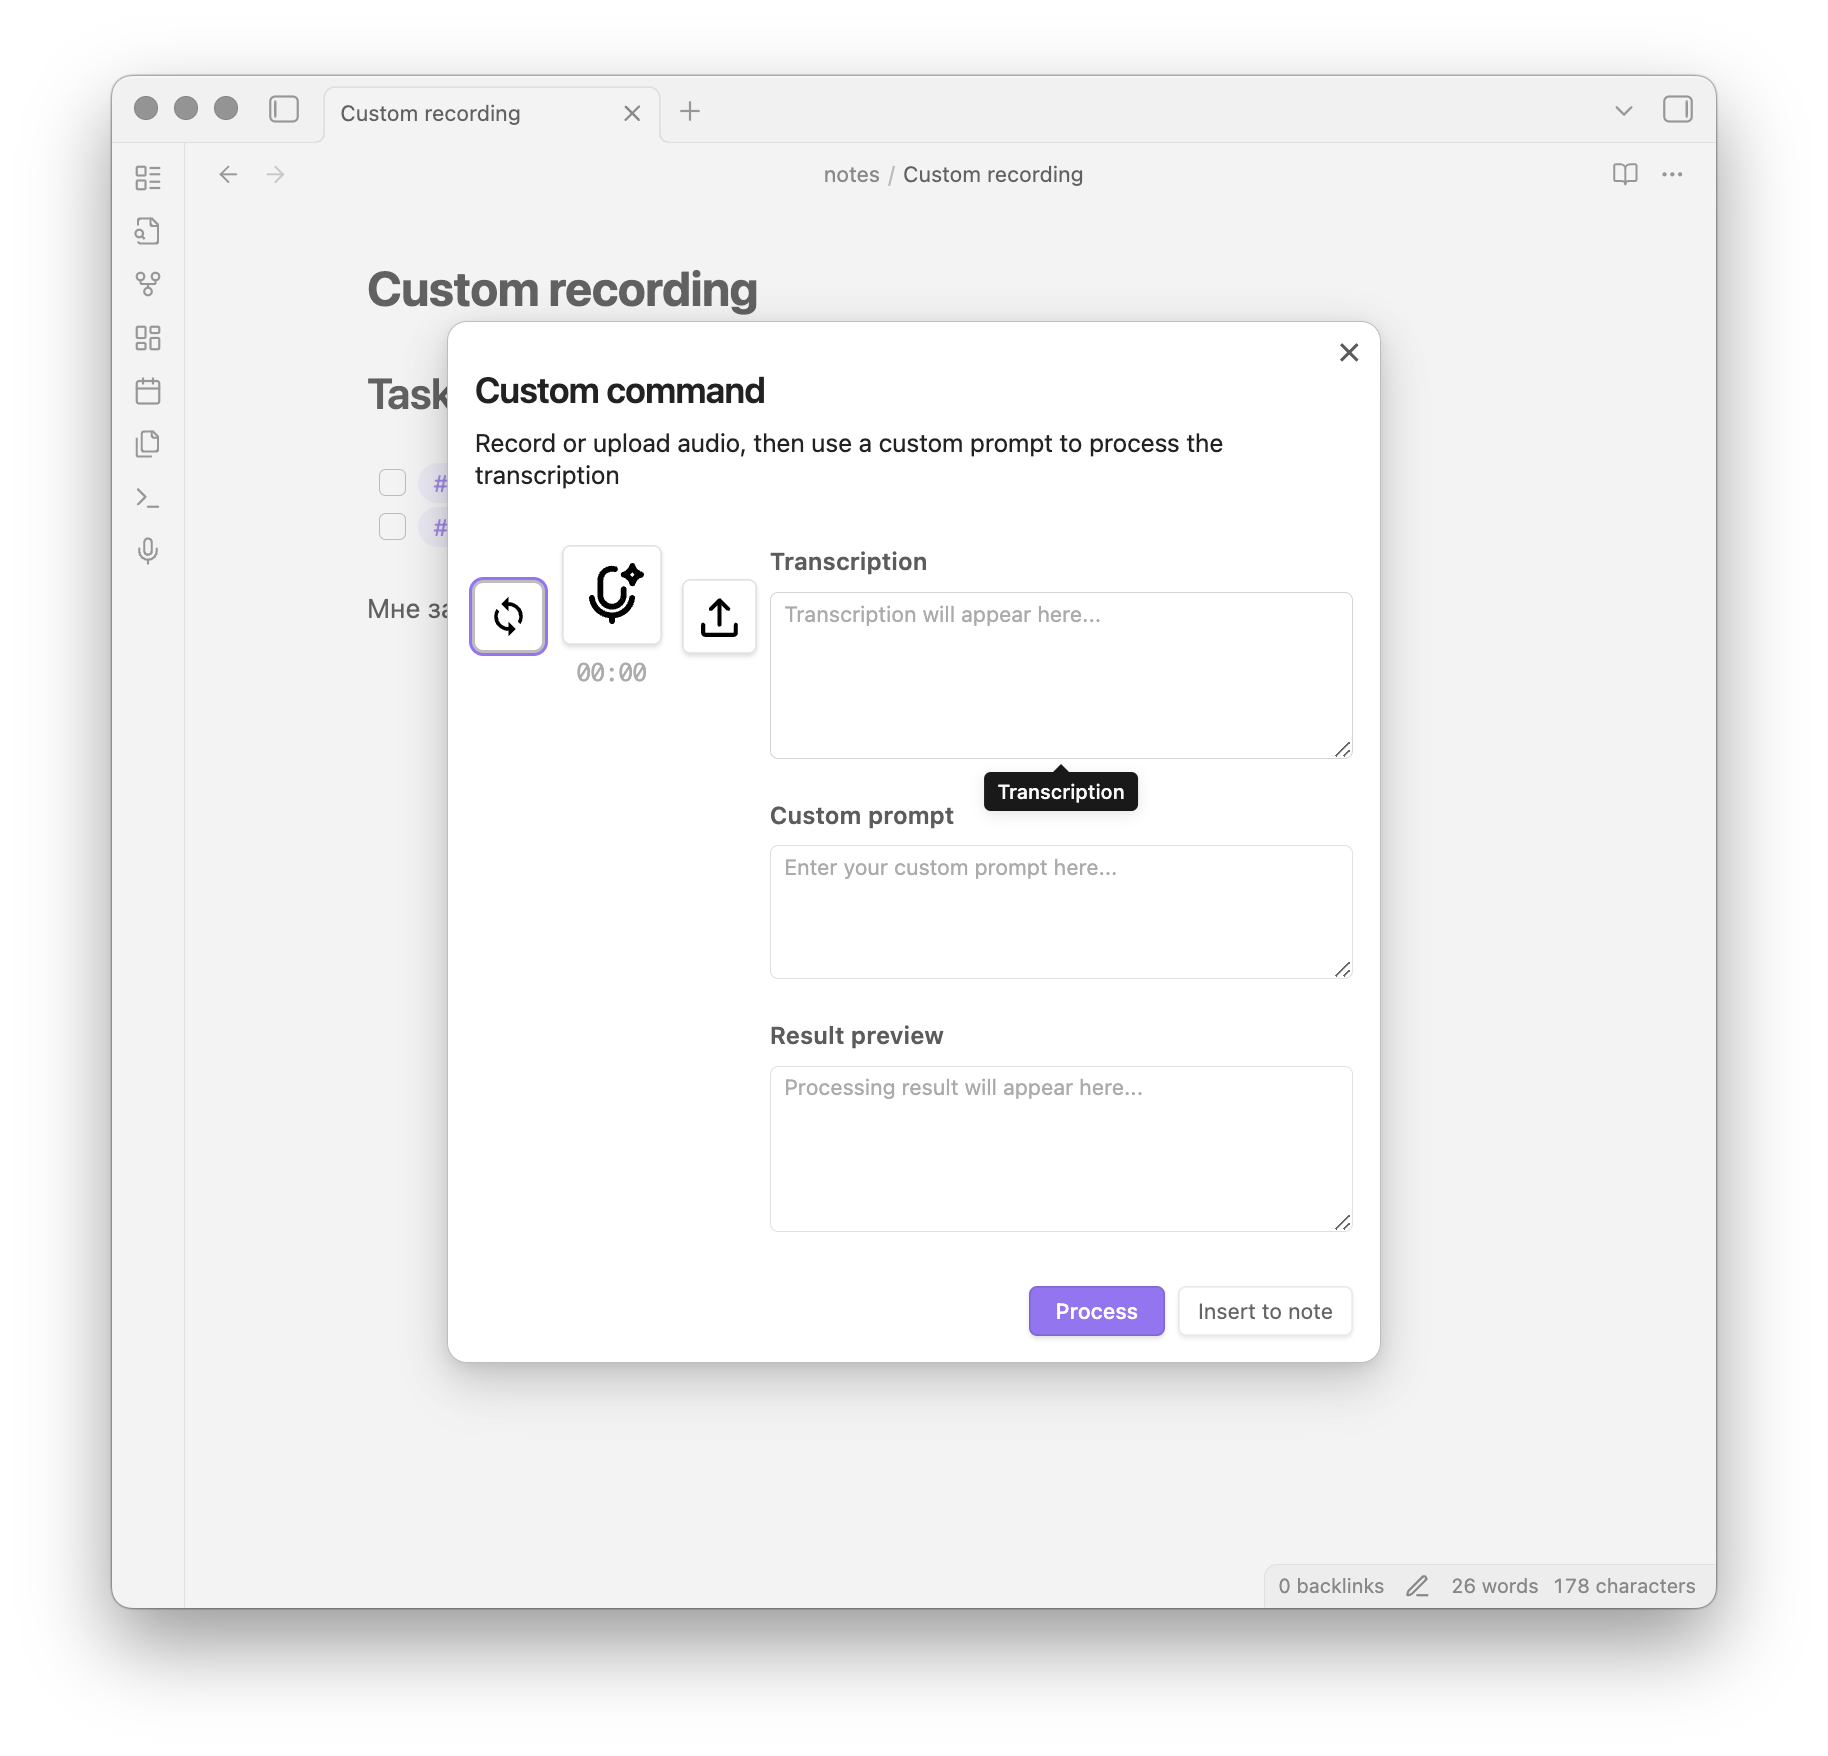 Custom recording
notes / Custom recording
Custom recording
Custom command
Record or upload audio, then use a custom prompt to process the
transcription
#
#
Мне
00:00
Transcription
Transcription will appear here...
Transcription
Custom prompt
Enter your custom prompt here...
Result preview
Processing result will appear here...
Process
Insert to note
0 backlinks
26 words
178 characters